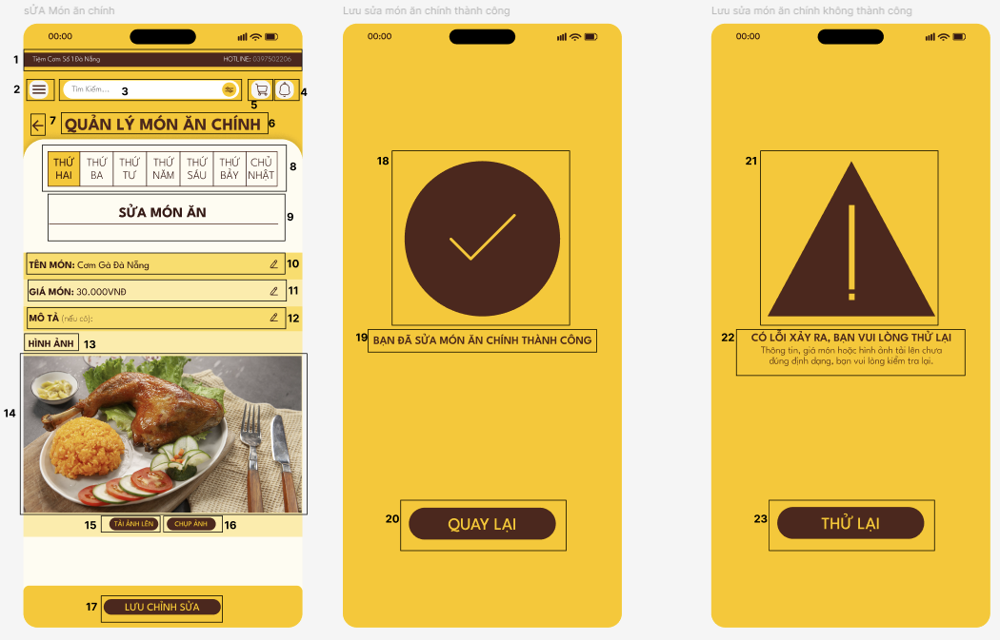 sỬA Món ăn chính
00:00
1
Tiệm Cơm Số 1 Đà Nẵng
HOTLINE: 0397502206
2
Tìm Kiếm....
3
4
5
7
QUẢN LÝ MÓN ĂN CHÍNH
6
THỨ HAI
THỨ BA
THỨ TƯ
THỨ NĂM
THỨ SÁU
THỨ BẢY
CHỦ NHẬT
8
SỬA MÓN ĂN
9
TÊN MÓN: Cơm Gà Đà Nẵng
10
GIÁ MÓN: 30.000VNĐ
11
MÔ TẢ (nếu có):
12
HÌNH ẢNH
13
14
15
TẢI ẢNH LÊN
CHỤP ẢNH
16
17
LƯU CHỈNH SỬA
Lưu sửa món ăn chính thành công
00:00
18
19
BẠN ĐÃ SỬA MÓN ĂN CHÍNH THÀNH CÔNG
20
QUAY LẠI
Lưu sửa món ăn chính không thành công
00:00
21
22
CÓ LỖI XẢY RA, BẠN VUI LÒNG THỬ LẠI
Thông tin, giá món hoặc hình ảnh tải lên chưa
đúng định dạng, bạn vui lòng kiểm tra lại.
23
THỬ LẠI